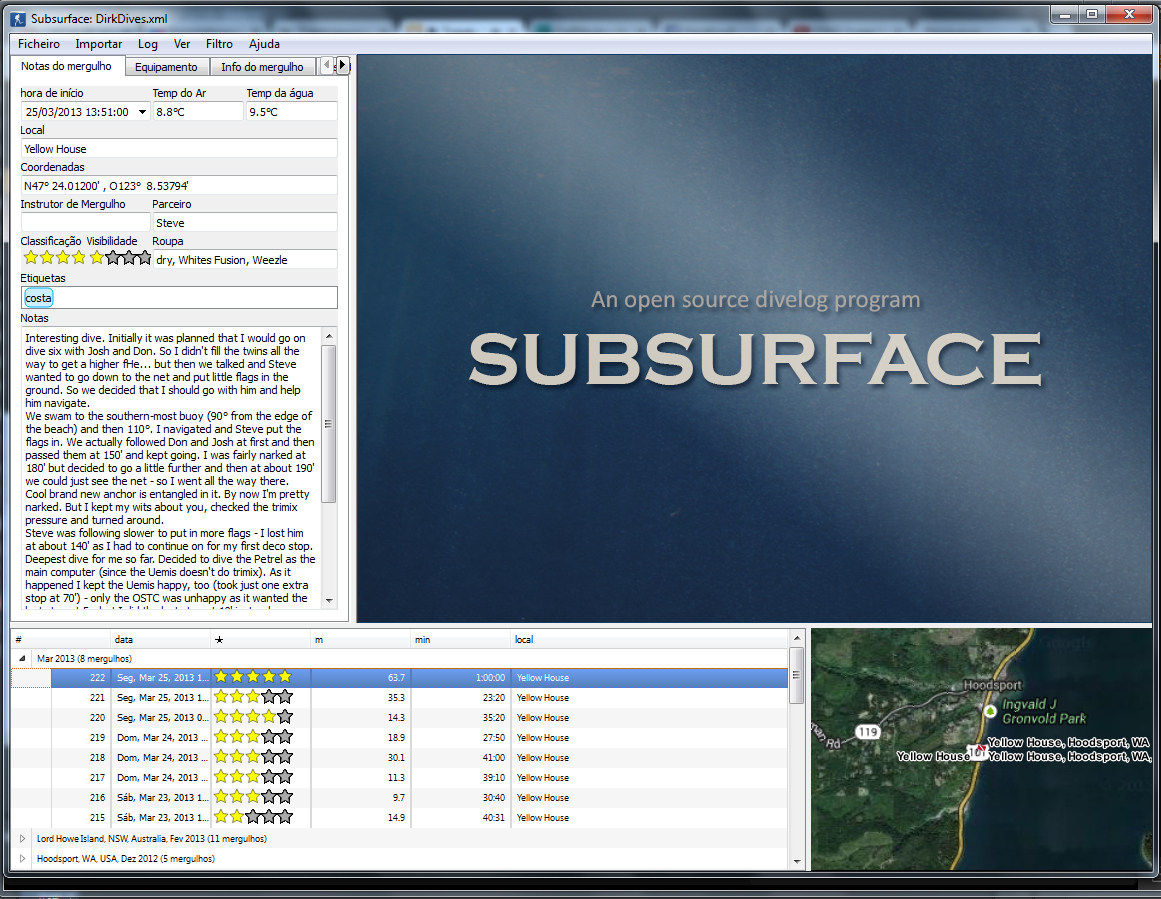 Subsurface: DirkDives.xml
Ficheiro Importar Log Ver Filtro Ajuda
Notas do mergulho Equipamento Info do mergulho
hora de início Temp do Ar Temp da água
25/03/2013 13:51:00 8.8°C 9.5°C
Local
Yellow House
Coordenadas
N47° 24.01200' , O123° 8.53794'
Instrutor de Mergulho Parceiro
Steve
Classificação Visibilidade Roupa
dry, Whites Fusion, Weezle
Etiquetas
costa
Notas
Interesting dive. Initially it was planned that I would go on
dive six with Josh and Don. So I didn't fill the twins all the
way to get a higher fHe... but then we talked and Steve
wanted to go down to the net and put little flags in the
ground. So we decided that I should go with him and help
him navigate.
We swam to the southern-most buoy (90° from the edge of
the beach) and then 110°. I navigated and Steve put the
flags in. We actually followed Don and Josh at first and then
passed them at 150' and kept going. I was fairly narked at
180' but decided to go a little further and then at about 190'
we could just see the net - so I went all the way there.
Cool brand new anchor is entangled in it. By now I'm pretty
narked. But I kept my wits about you, checked the trimix
pressure and turned around.
Steve was following slower to put in more flags - I lost him
at about 140' as I had to continue on for my first deco stop.
Deepest dive for me so far. Decided to dive the Petrel as the
main computer (since the Uemis doesn't do trimix). As it
happened I kept the Uemis happy, too (took just one extra
stop at 70') - only the OSTC was unhappy as it wanted the
An open source divelog program
SUBSURFACE
# data ★ m min local
Mar 2013 (8 mergulhos)
222 Seg, Mar 25, 2013 1... 63.7 1:00:00 Yellow House
221 Seg, Mar 25, 2013 1... 35.3 23:20 Yellow House
220 Seg, Mar 25, 2013 0... 14.3 35:20 Yellow House
219 Dom, Mar 24, 2013 ... 18.9 27:50 Yellow House
218 Dom, Mar 24, 2013 ... 30.1 41:00 Yellow House
217 Dom, Mar 24, 2013 ... 11.3 39:10 Yellow House
216 Sáb, Mar 23, 2013 1... 9.7 30:40 Yellow House
215 Sáb, Mar 23, 2013 1... 14.9 40:31 Yellow House
Lord Howe Island, NSW, Australia, Fev 2013 (11 mergulhos)
Hoodsport, WA, USA, Dez 2012 (5 mergulhos)
Google
Hoodsport
Ingvald J
Gronvold Park
119
Rd
Yellow House, Hoodsport, WA
Yellow House 101 Yellow House, Hoodsport, WA,